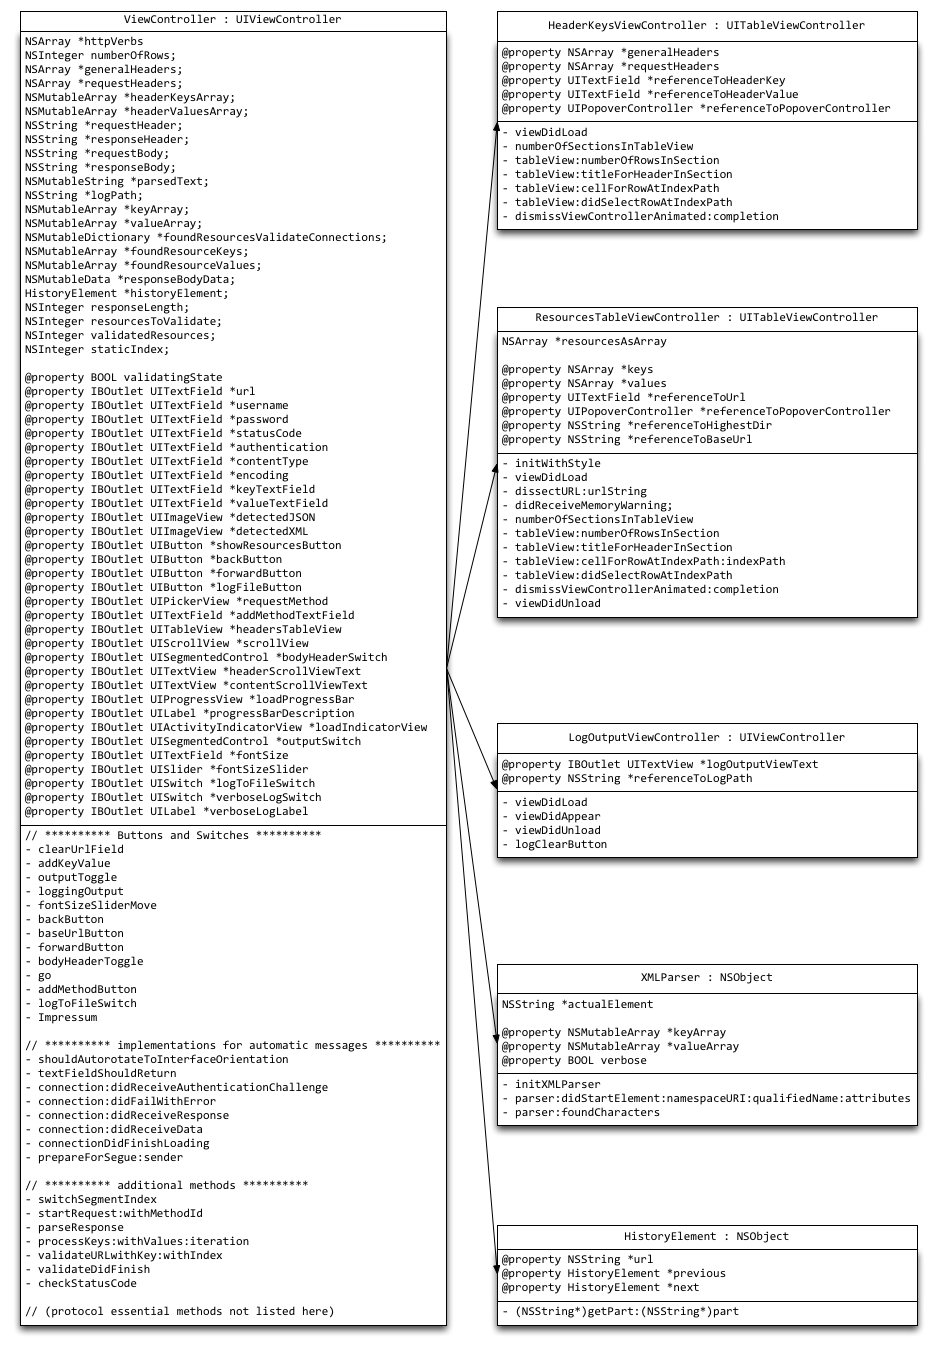 ViewController : UIViewController
NSArray *httpVerbs
NSInteger numberOfRows;
NSArray *generalHeaders;
NSArray *requestHeaders;
NSMutableArray *headerKeysArray;
NSMutableArray *headerValuesArray;
NSString *requestHeader;
NSString *responseHeader;
NSString *requestBody;
NSString *responseBody;
NSMutableString *parsedText;
NSString *logPath;
NSMutableArray *keyArray;
NSMutableArray *valueArray;
NSMutableDictionary *foundResourcesValidateConnections;
NSMutableArray *foundResourceKeys;
NSMutableArray *foundResourceValues;
NSMutableData *responseBodyData;
HistoryElement *historyElement;
NSInteger responseLength;
NSInteger resourcesToValidate;
NSInteger validatedResources;
NSInteger staticIndex;
@property BOOL validatingState
@property IBOutlet UITextField *url
@property IBOutlet UITextField *username
@property IBOutlet UITextField *password
@property IBOutlet UITextField *statusCode
@property IBOutlet UITextField *authentication
@property IBOutlet UITextField *contentType
@property IBOutlet UITextField *encoding
@property IBOutlet UITextField *keyTextField
@property IBOutlet UITextField *valueTextField
@property IBOutlet UIImageView *detectedJSON
@property IBOutlet UIImageView *detectedXML
@property IBOutlet UIButton *showResourcesButton
@property IBOutlet UIButton *backButton
@property IBOutlet UIButton *forwardButton
@property IBOutlet UIButton *logFileButton
@property IBOutlet UIPickerView *requestMethod
@property IBOutlet UITextField *addMethodTextField
@property IBOutlet UITableView *headersTableView
@property IBOutlet UIScrollView *scrollView
@property IBOutlet UISegmentedControl *bodyHeaderSwitch
@property IBOutlet UITextView *headerScrollViewText
@property IBOutlet UITextView *contentScrollViewText
@property IBOutlet UIProgressView *loadProgressBar
@property IBOutlet UILabel *progressBarDescription
@property IBOutlet UIActivityIndicatorView *loadIndicatorView
@property IBOutlet UISegmentedControl *outputSwitch
@property IBOutlet UITextField *fontSize
@property IBOutlet UISlider *fontSizeSlider
@property IBOutlet UISwitch *logToFileSwitch
@property IBOutlet UISwitch *verboseLogSwitch
@property IBOutlet UILabel *verboseLogLabel
// ********** Buttons and Switches **********
- clearUrlField
- addKeyValue
- outputToggle
- loggingOutput
- fontSizeSliderMove
- backButton
- baseUrlButton
- forwardButton
- bodyHeaderToggle
- go
- addMethodButton
- logToFileSwitch
- Impressum
// ********** implementations for automatic messages **********
- shouldAutorotateToInterfaceOrientation
- textFieldShouldReturn
- connection:didReceiveAuthenticationChallenge
- connection:didFailWithError
- connection:didReceiveResponse
- connection:didReceiveData
- connectionDidFinishLoading
- prepareForSegue:sender
// ********** additional methods **********
- switchSegmentIndex
- startRequest:withMethodId
- parseResponse
- processKeys:withValues:iteration
- validateURLwithKey:withIndex
- validateDidFinish
- checkStatusCode
// (protocol essential methods not listed here)
HeaderKeysViewController : UITableViewController
@property NSArray *generalHeaders
@property NSArray *requestHeaders
@property UITextField *referenceToHeaderKey
@property UITextField *referenceToHeaderValue
@property UIPopoverController *referenceToPopoverController
- viewDidLoad
- numberOfSectionsInTableView
- tableView:numberOfRowsInSection
- tableView:titleForHeaderInSection
- tableView:cellForRowAtIndexPath
- tableView:didSelectRowAtIndexPath
- dismissViewControllerAnimated:completion
ResourcesTableViewController : UITableViewController
NSArray *resourcesAsArray
@property NSArray *keys
@property NSArray *values
@property UITextField *referenceToUrl
@property UIPopoverController *referenceToPopoverController
@property NSString *referenceToHighestDir
@property NSString *referenceToBaseUrl
- initWithStyle
- viewDidLoad
- dissectURL:urlString
- didReceiveMemoryWarning;
- numberOfSectionsInTableView
- tableView:numberOfRowsInSection
- tableView:titleForHeaderInSection
- tableView:cellForRowAtIndexPath:indexPath
- tableView:didSelectRowAtIndexPath
- dismissViewControllerAnimated:completion
- viewDidUnload
LogOutputViewController : UIViewController
@property IBOutlet UITextView *logOutputViewText
@property NSString *referenceToLogPath
- viewDidLoad
- viewDidAppear
- viewDidUnload
- logClearButton
XMLParser : NSObject
NSString *actualElement
@property NSMutableArray *keyArray
@property NSMutableArray *valueArray
@property BOOL verbose
- initXMLParser
- parser:didStartElement:namespaceURI:qualifiedName:attributes
- parser:foundCharacters
HistoryElement : NSObject
@property NSString *url
@property HistoryElement *previous
@property HistoryElement *next
- (NSString*)getPart:(NSString*)part